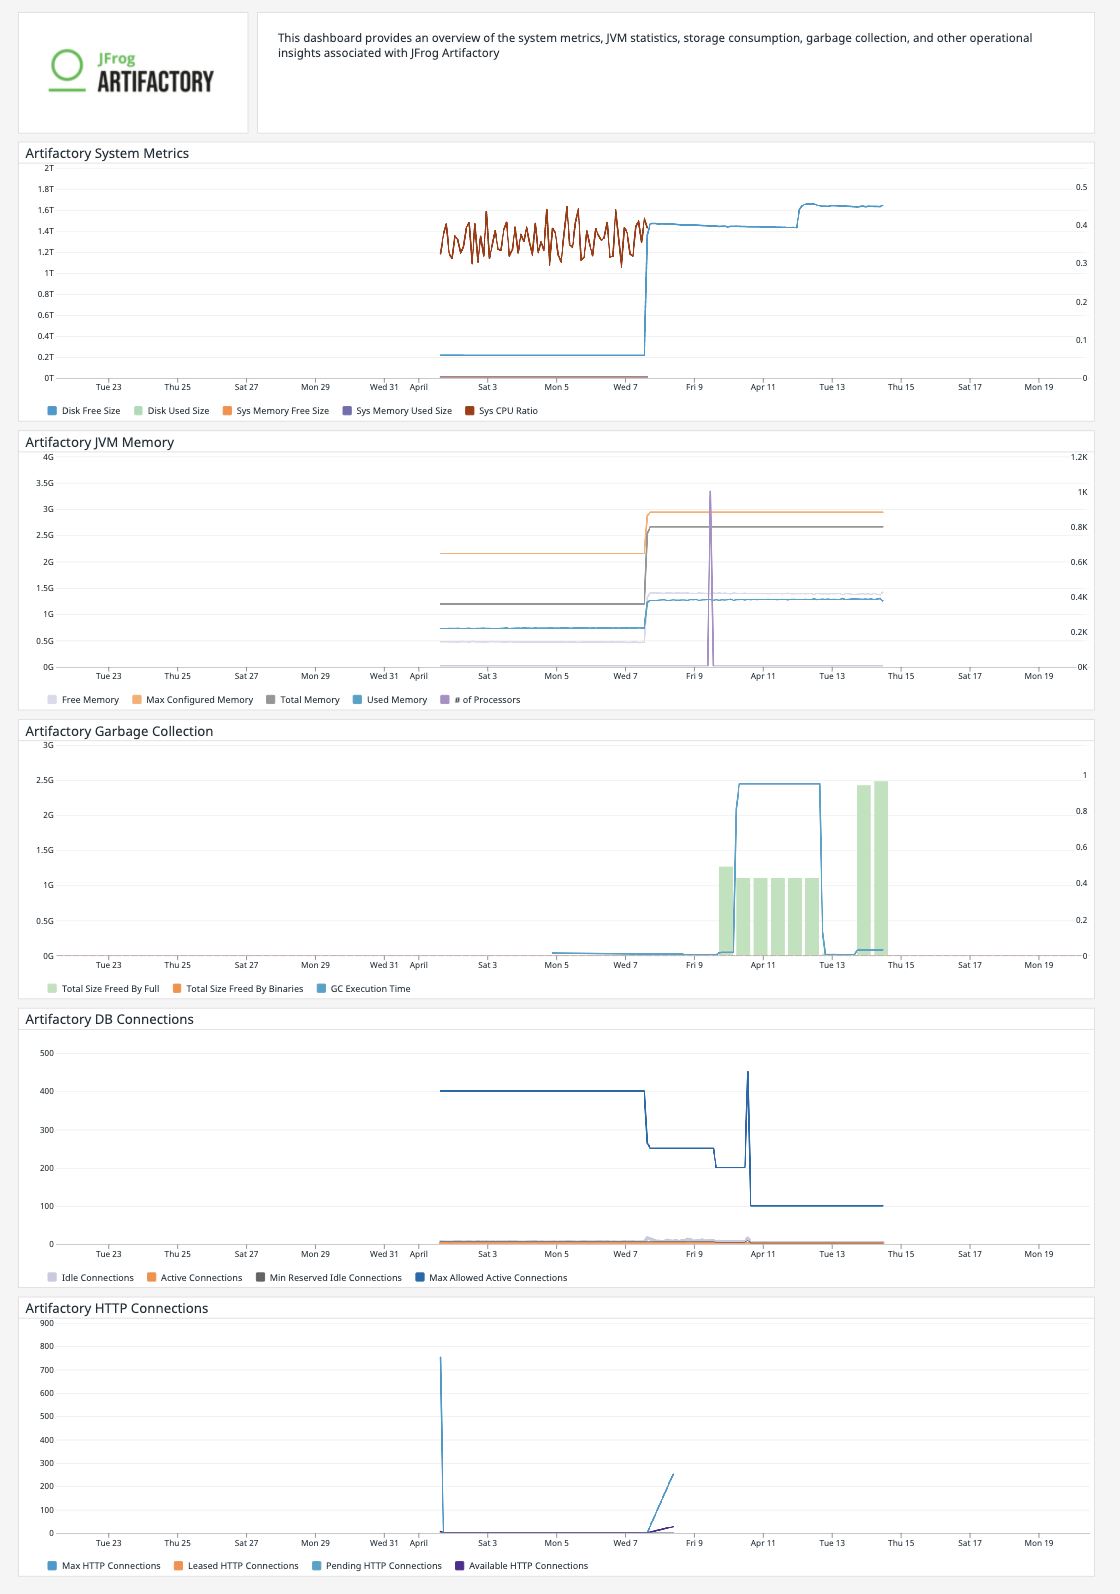 JFrog
ARTIFACTORY
This dashboard provides an overview of the system metrics, JVM statistics, storage consumption, garbage collection, and other operational
insights associated with JFrog Artifactory
Artifactory System Metrics
2T
1.8T
1.6T
1.4T
1.2T
1T
0.8T
0.6T
0.4T
0.2T
0T
0.5
0.4
0.3
0.2
0.1
0
Tue 23 Thu 25 Sat 27 Mon 29 Wed 31 April Sat 3 Mon 5 Wed 7 Fri 9 Apr 11 Tue 13 Thu 15 Sat 17 Mon 19
Disk Free Size Disk Used Size Sys Memory Free Size Sys Memory Used Size Sys CPU Ratio
Artifactory JVM Memory
4G
3.5G
3G
2.5G
2G
1.5G
1G
0.5G
0G
1.2K
1K
0.8K
0.6K
0.4K
0.2K
0K
Tue 23 Thu 25 Sat 27 Mon 29 Wed 31 April Sat 3 Mon 5 Wed 7 Fri 9 Apr 11 Tue 13 Thu 15 Sat 17 Mon 19
Free Memory Max Configured Memory Total Memory Used Memory # of Processors
Artifactory Garbage Collection
3G
2.5G
2G
1.5G
1G
0.5G
0G
1
0.8
0.6
0.4
0.2
0
Tue 23 Thu 25 Sat 27 Mon 29 Wed 31 April Sat 3 Mon 5 Wed 7 Fri 9 Apr 11 Tue 13 Thu 15 Sat 17 Mon 19
Total Size Freed By Full Total Size Freed By Binaries GC Execution Time
Artifactory DB Connections
500
400
300
200
100
0
Tue 23 Thu 25 Sat 27 Mon 29 Wed 31 April Sat 3 Mon 5 Wed 7 Fri 9 Apr 11 Tue 13 Thu 15 Sat 17 Mon 19
Idle Connections Active Connections Min Reserved Idle Connections Max Allowed Active Connections
Artifactory HTTP Connections
900
800
700
600
500
400
300
200
100
0
Tue 23 Thu 25 Sat 27 Mon 29 Wed 31 April Sat 3 Mon 5 Wed 7 Fri 9 Apr 11 Tue 13 Thu 15 Sat 17 Mon 19
Max HTTP Connections Leased HTTP Connections Pending HTTP Connections Available HTTP Connections